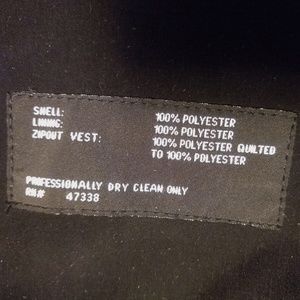 SHELL: 100% POLYESTER
LINING: 100% POLYESTER
ZIPOUT VEST: 100% POLYESTER QUILTED
TO 100% POLYESTER
PROFESSIONALLY DRY CLEAN ONLY
RN# 47338